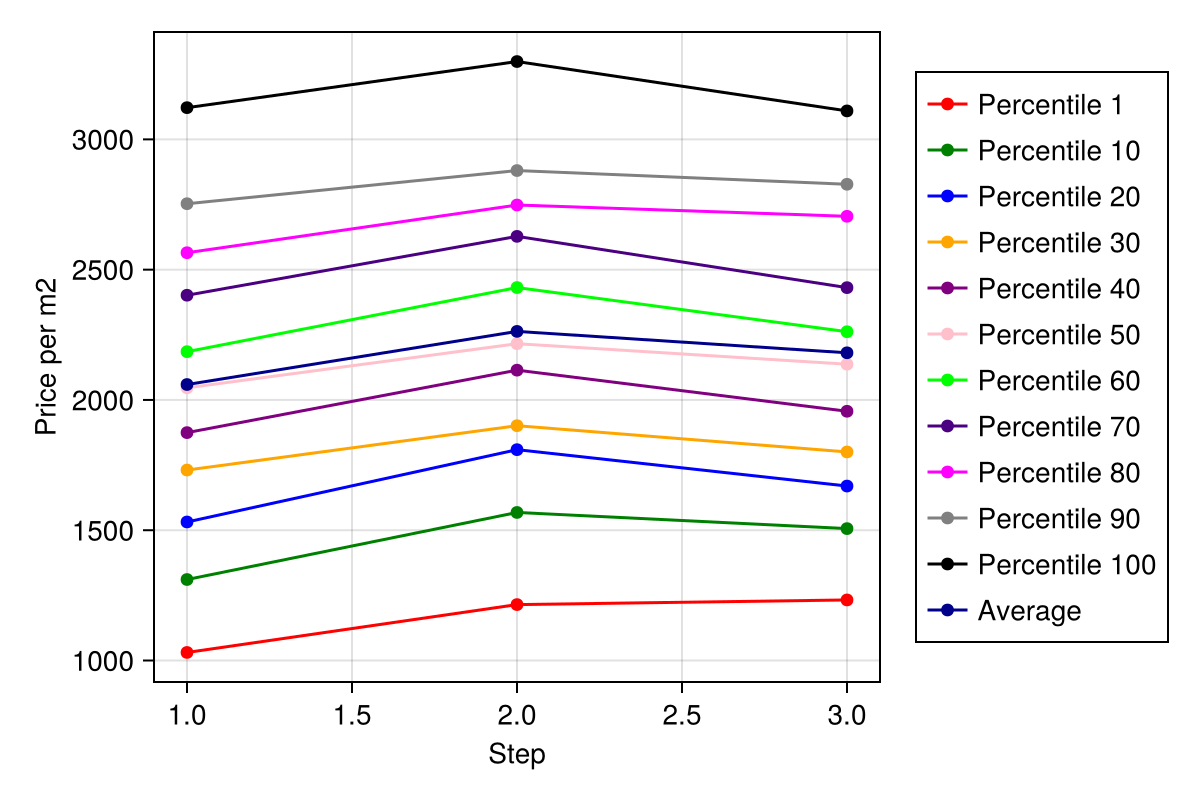 Price per m2
3000
2500
2000
1500
1000
1.0 1.5 2.0 2.5 3.0
Step
Percentile 1
Percentile 10
Percentile 20
Percentile 30
Percentile 40
Percentile 50
Percentile 60
Percentile 70
Percentile 80
Percentile 90
Percentile 100
Average